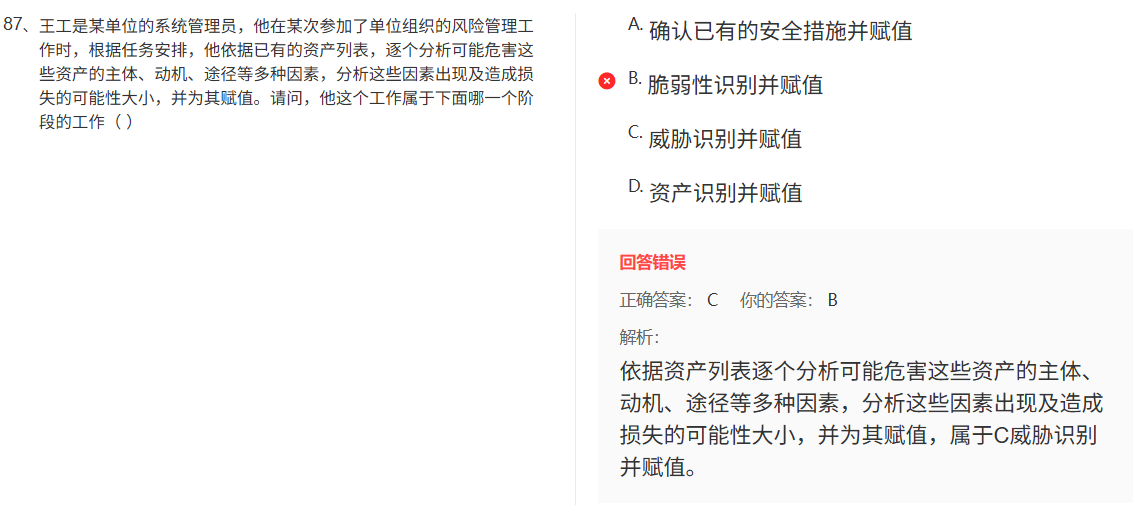 87、王工是某单位的系统管理员，他在某次参加了单位组织的风险管理工
作时，根据任务安排，他依据已有的资产列表，逐个分析可能危害这
些资产的主体、动机、途径等多种因素，分析这些因素出现及造成损
失的可能性大小，并为其赋值。请问，他这个工作属于下面哪一个阶
段的工作（ ）
A. 确认已有的安全措施并赋值
B. 脆弱性识别并赋值
C. 威胁识别并赋值
D. 资产识别并赋值
回答错误
正确答案： C 你的答案： B
解析：
依据资产列表逐个分析可能危害这些资产的主体、
动机、途径等多种因素，分析这些因素出现及造成
损失的可能性大小，并为其赋值，属于C威胁识别
并赋值。